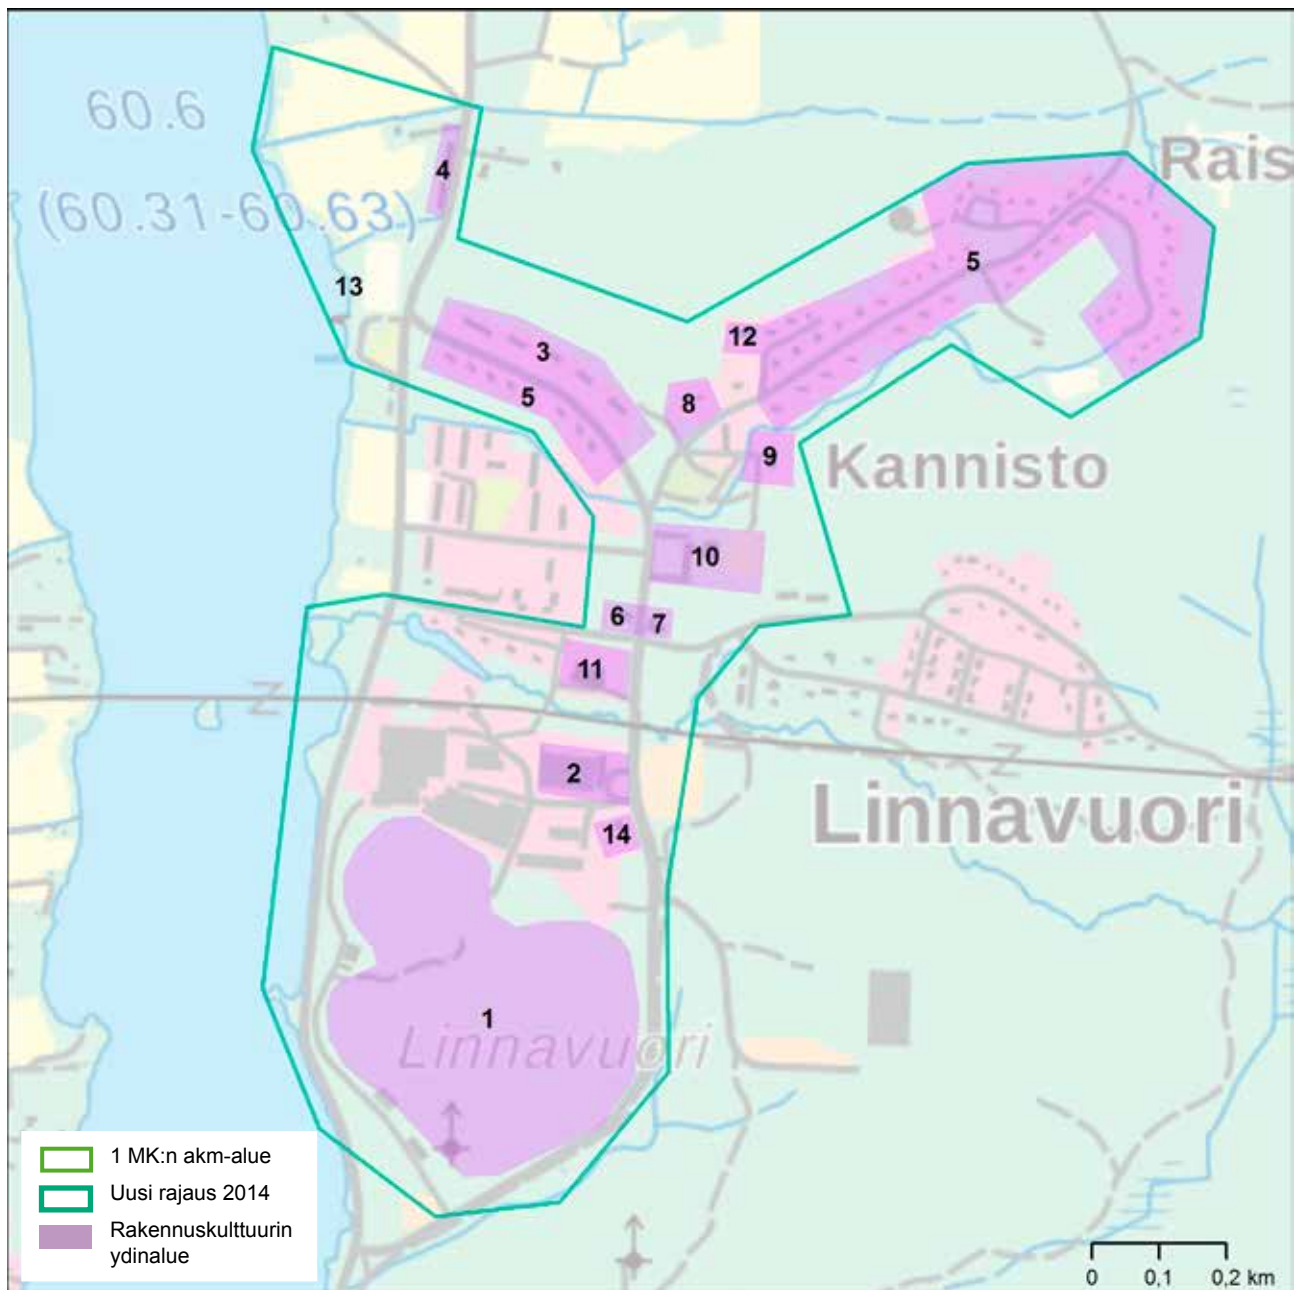 60.6
Rais
4
(60.31-60.63)
5
13
12
3
5
8
9
Kannisto
10
6
7
11
2
Linnavuori
14
1
Linnavuori
1 MK:n akm-alue
Uusi rajaus 2014
Rakennuskulttuurin
ydinalue
0 0,1 0,2 km